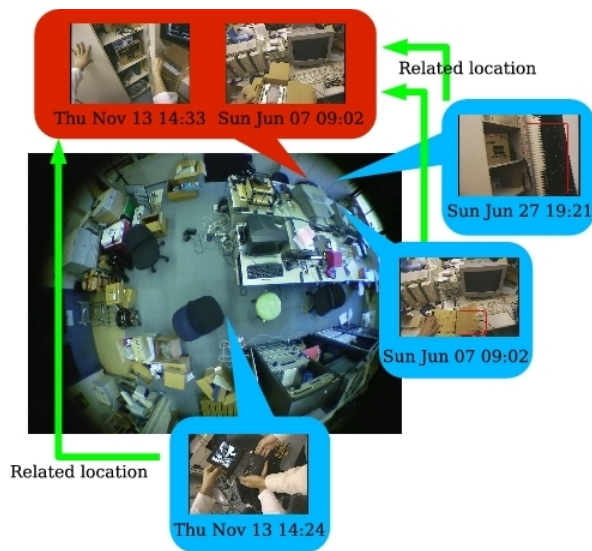 Thu Nov 13 14:33
Sun Jun 07 09:02
Related location
Sun Jun 27 19:21
Sun Jun 07 09:02
Related location
Thu Nov 13 14:24